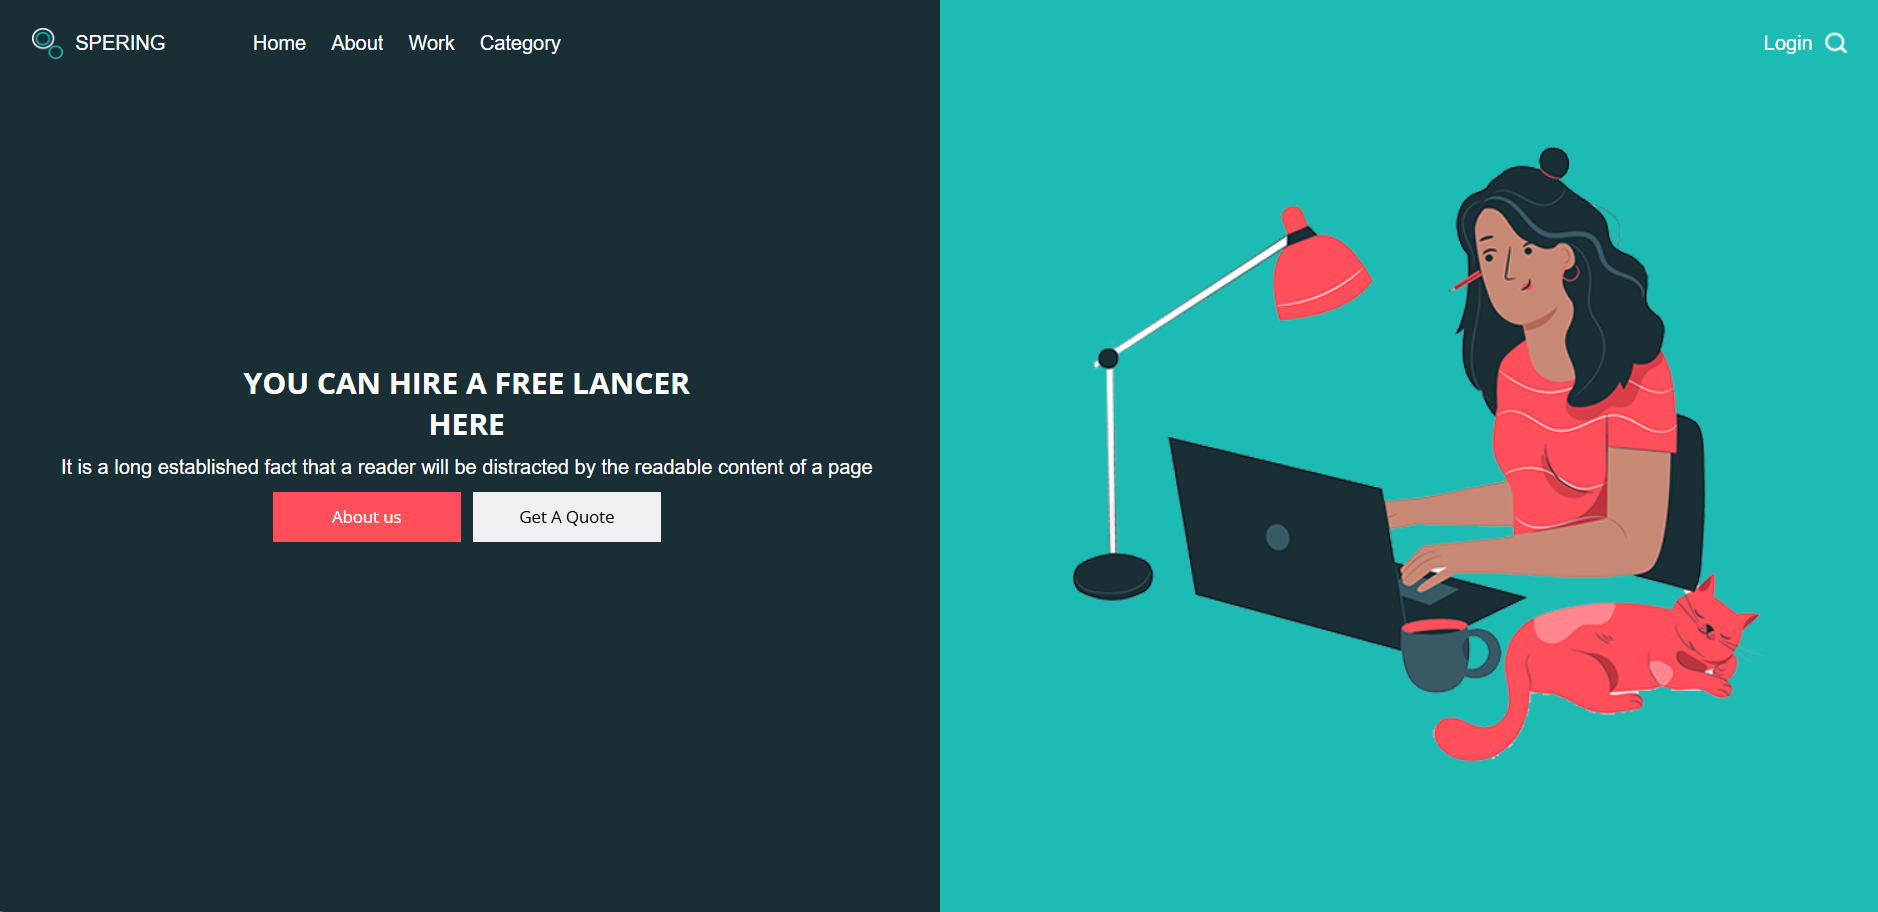 SPERING Home About Work Category Login
YOU CAN HIRE A FREE LANCER
HERE
It is a long established fact that a reader will be distracted by the readable content of a page
About us Get A Quote